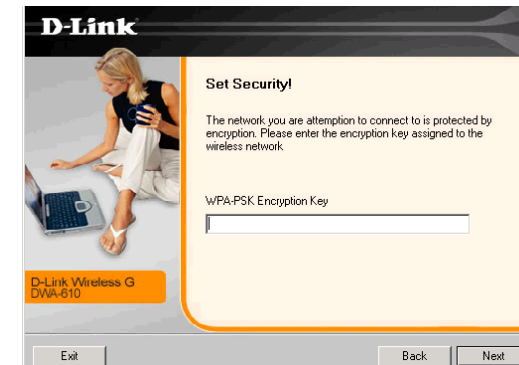 D-Link
Set Security!
The network you are attemption to connect to is protected by
encryption. Please enter the encryption key assigned to the
wireless network
WPA-PSK Encryption Key
D-Link Wireless G
DWA-610
Exit
Back
Next